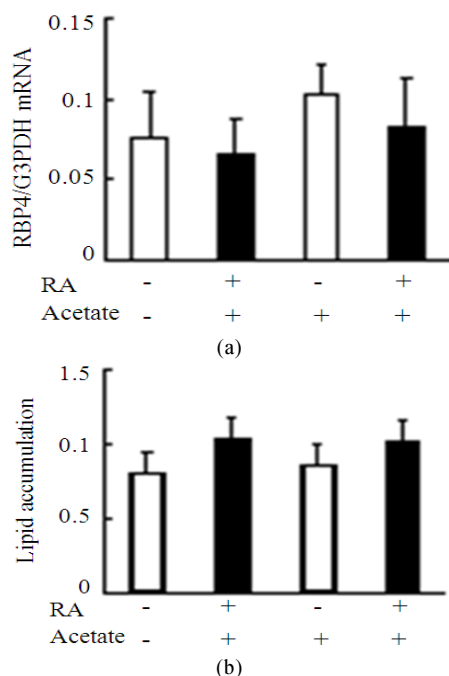 0.15
0.1
0.05
0
RBP4/G3PDH mRNA
RA - + - +
Acetate - + + +
(a)
1.5
0.1
0.5
0
Lipid accumulation
RA - + - +
Acetate - + + +
(b)